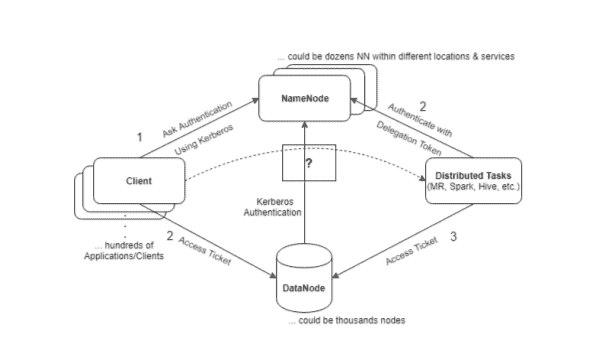 ... could be dozens NN within different locations & services
NameNode
1
Ask Authentication
Using Kerberos
2
Authenticate with
Delegation Token
?
Client
Distributed Tasks
(MR, Spark, Hive, etc.)
Kerberos
Authentication
... hundreds of
Applications/Clients
2
Access Ticket
3
Access Ticket
DataNode
... could be thousands nodes